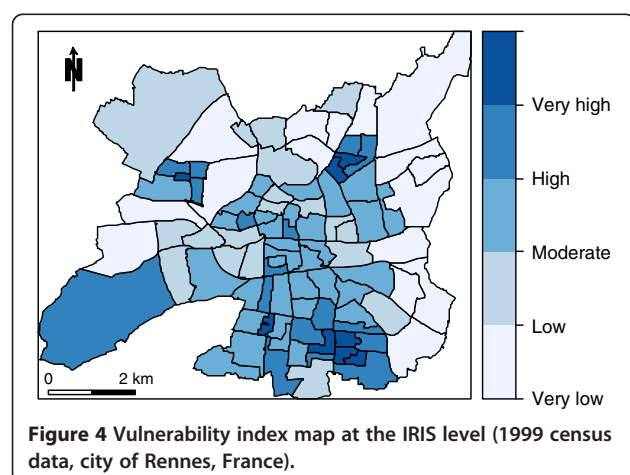 N
Very high
High
Moderate
Low
Very low
0 2 km
Figure 4 Vulnerability index map at the IRIS level (1999 census
data, city of Rennes, France).